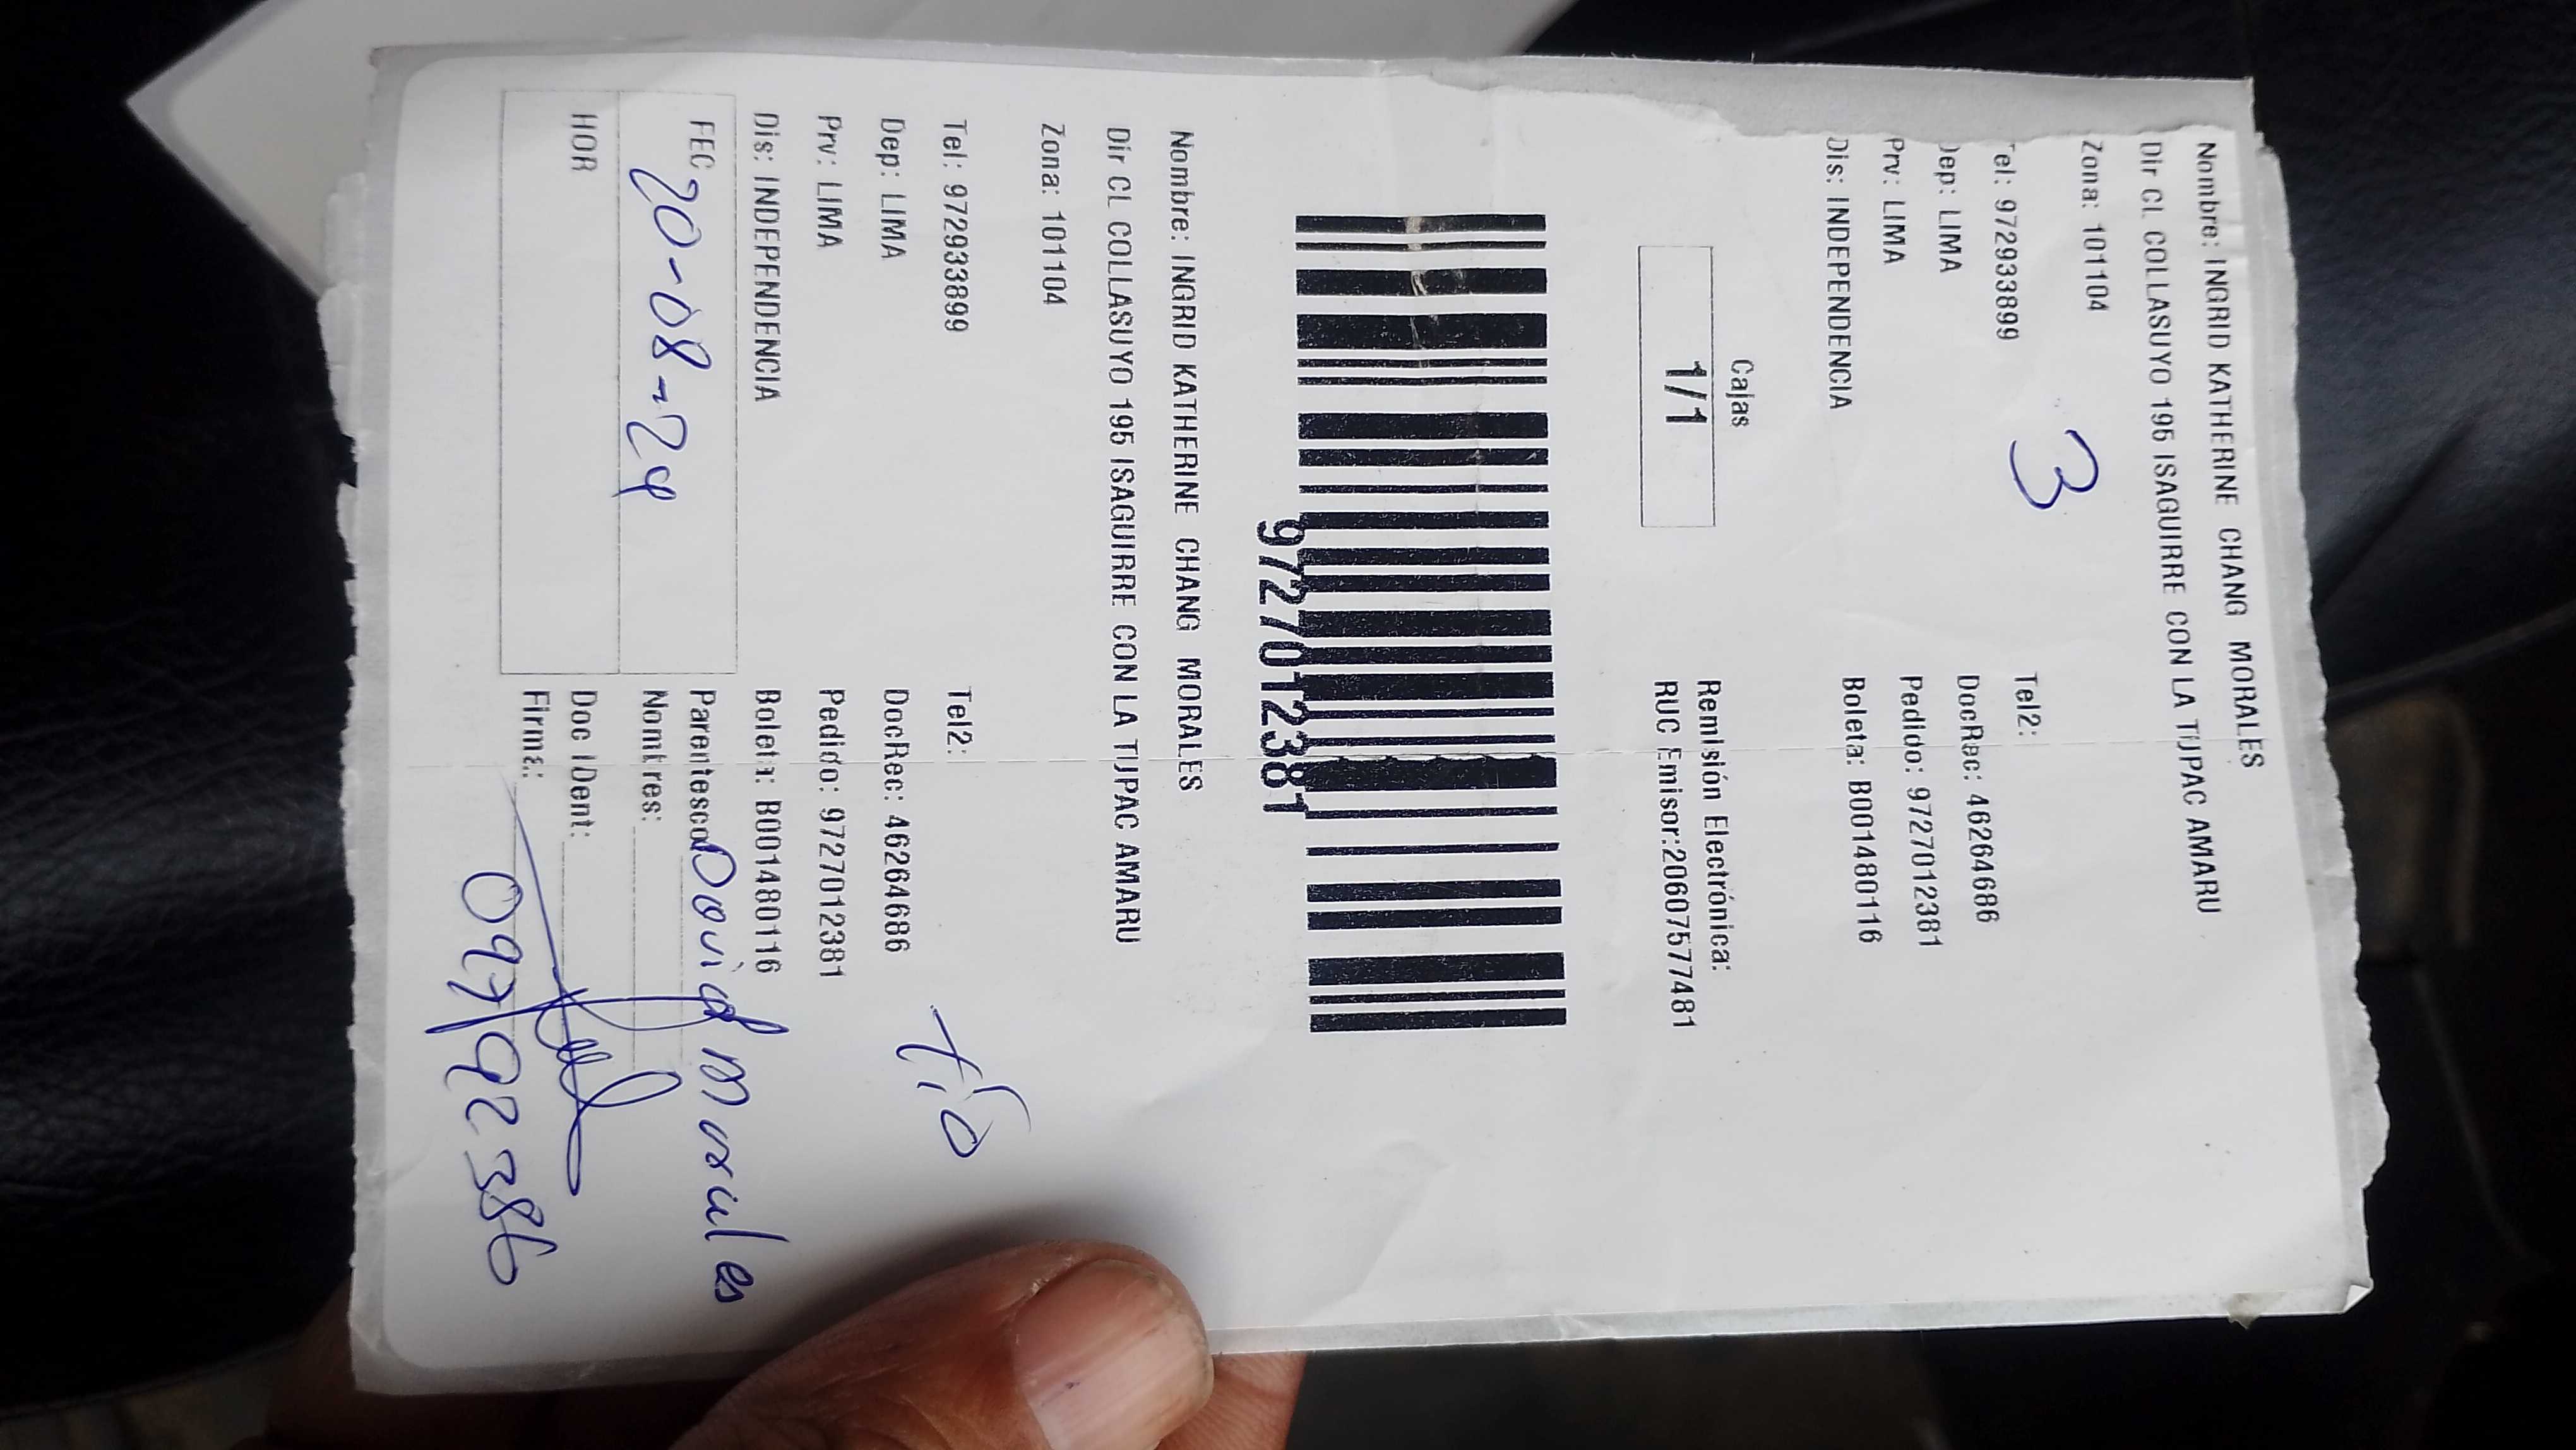 Nombre: INGRID KATHERINE CHANG MORALES
Dir CL COLLASUYO 195 ISAGUIRRE CON LA TUPAC AMARU
Zona: 101104
3
Tel: 972933899 Tel2:
Dep: LIMA DocRec: 46264686
Prv: LIMA Pedido: 9727012381
Dis: INDEPENDENCIA Boleta: B001480116
Cajas Remisión Electrónica:
1/1 RUC Emisor:20607577481
9727012381
Nombre: INGRID KATHERINE CHANG MORALES
Dir CL COLLASUYO 195 ISAGUIRRE CON LA TUPAC AMARU
Zona: 101104
Tel: 972933899 Tel2:
tío
Dep: LIMA DocRec: 46264686
Prv: LIMA Pedido: 9727012381
Dis: INDEPENDENCIA Boleta: B001480116
FEC 20-08-24 Parentesco David Morales
Nombres:
HOR Doc IDent:
Firma:
09792386